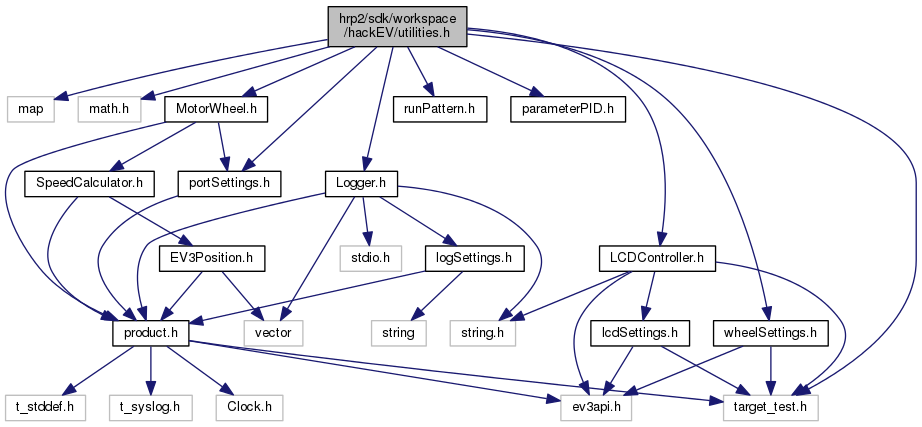 hrp2/sdk/workspace
/hackEV/utilities.h
map
math.h
MotorWheel.h
runPattern.h
parameterPID.h
SpeedCalculator.h
portSettings.h
Logger.h
EV3Position.h
stdio.h
logSettings.h
LCDController.h
product.h
vector
string
string.h
lcdSettings.h
wheelSettings.h
t_stddef.h
t_syslog.h
Clock.h
ev3api.h
target_test.h